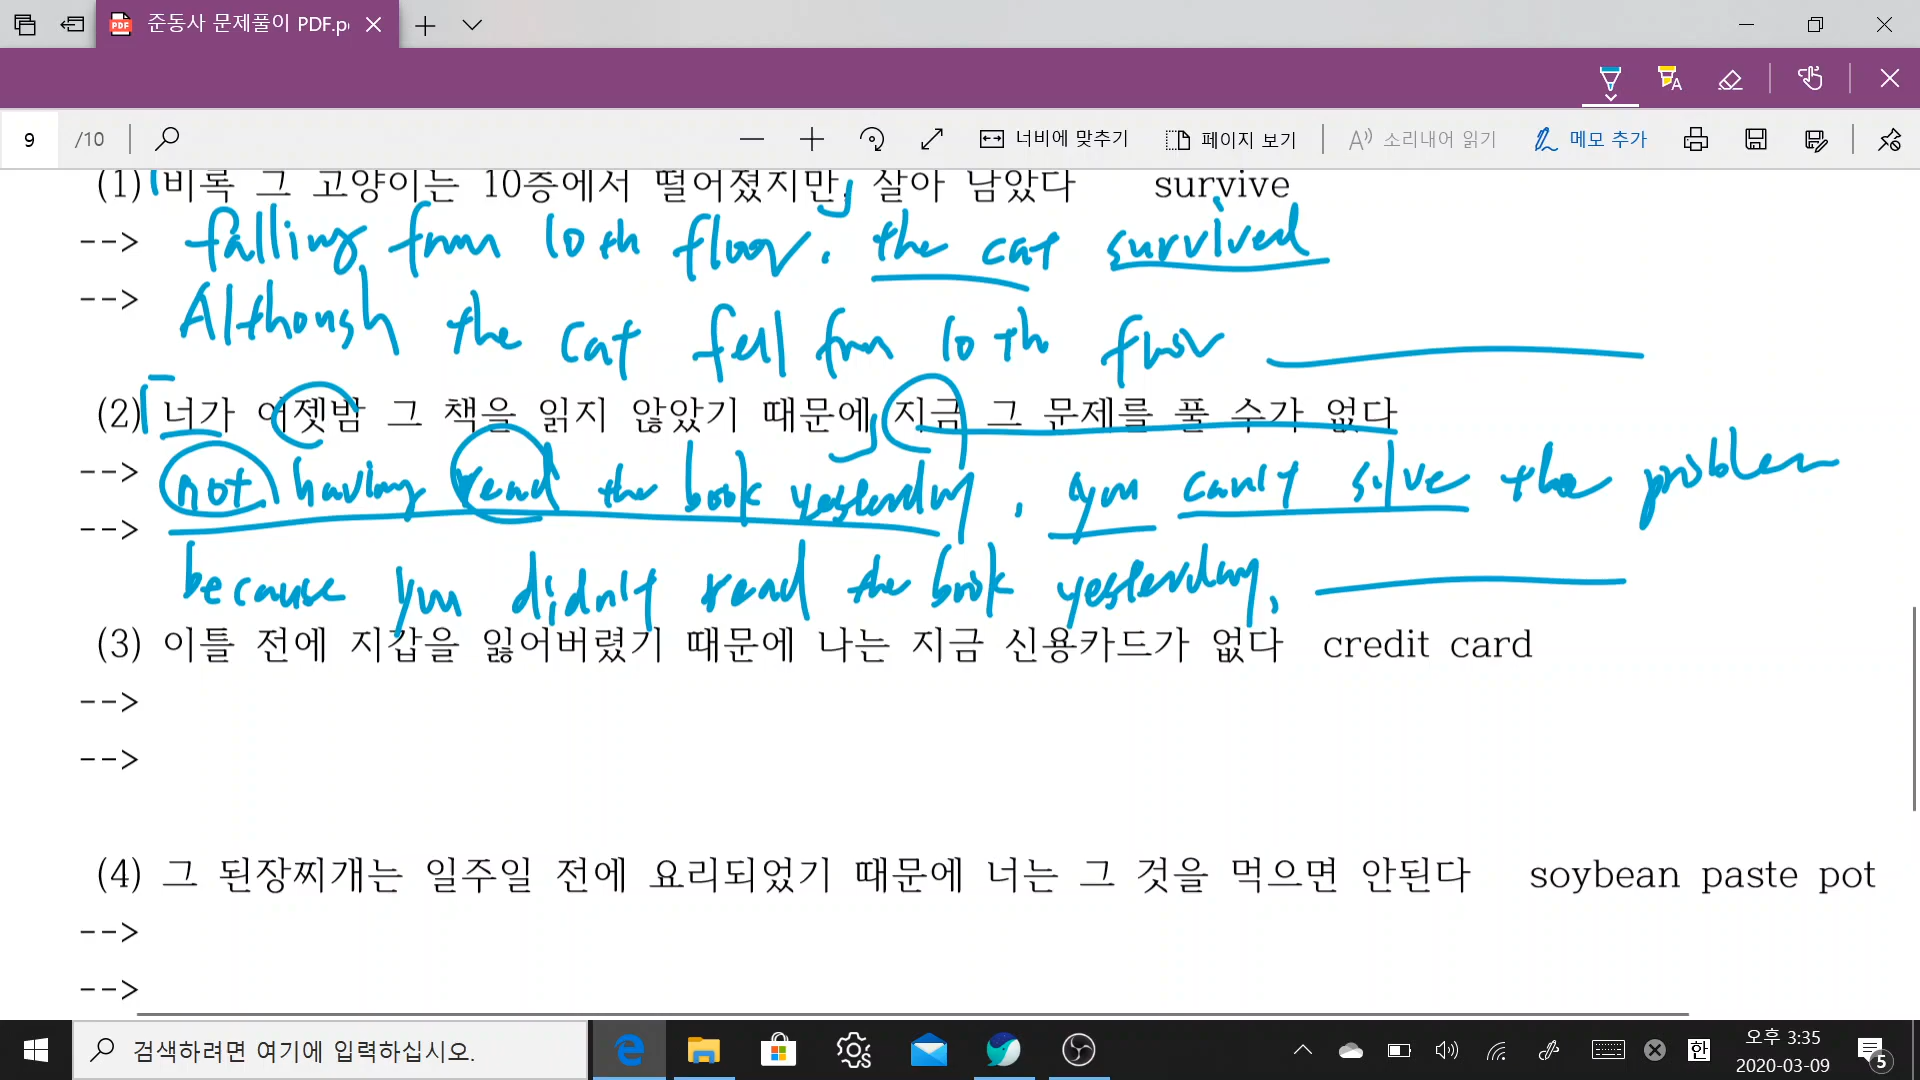 준동사 문제풀이 PDF.p
9 /10 너비에 맞추기 페이지 보기 소리내어 읽기 메모 추가
(1) 비록 그 고양이는 10층에서 떨어졌지만, 살아 남았다 survive
--> falling from 10th floor, the cat survived
--> Although the cat fell from 10th floor
(2) 너가 어젯밤 그 책을 읽지 않았기 때문에 지금 그 문제를 풀 수가 없다
--> not having read the book yesterday, you can't solve the problem
--> because you didn't read the book yesterday,
(3) 이틀 전에 지갑을 잃어버렸기 때문에 나는 지금 신용카드가 없다 credit card
-->
-->
(4) 그 된장찌개는 일주일 전에 요리되었기 때문에 너는 그 것을 먹으면 안된다 soybean paste pot
-->
-->
검색하려면 여기에 입력하십시오. 한 오후 3:35
2020-03-09 5